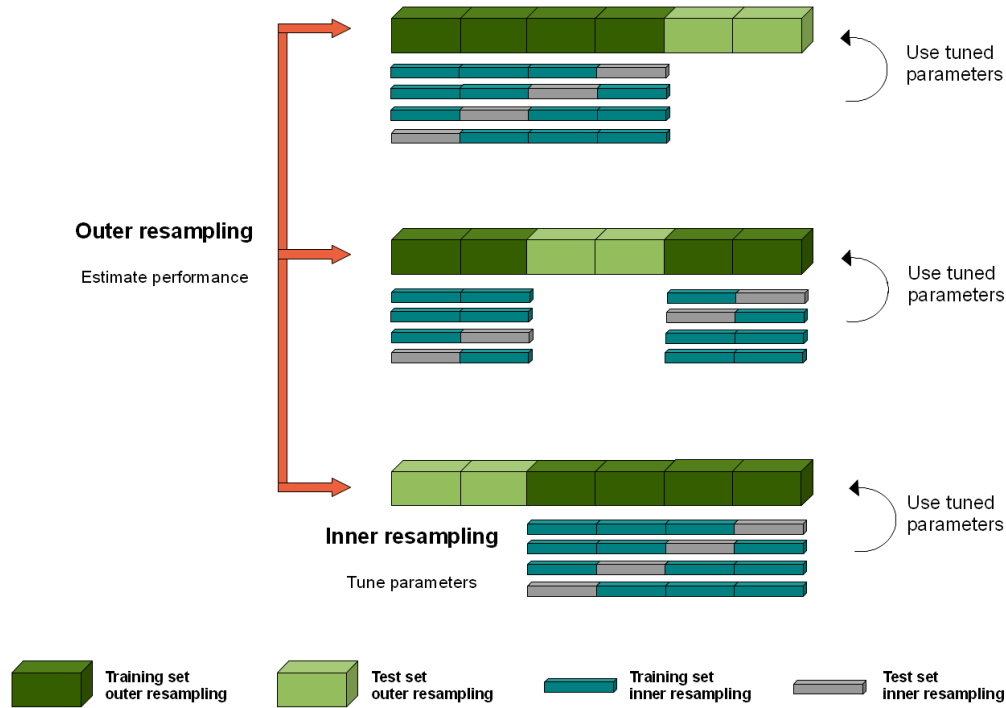 Use tuned
parameters
Outer resampling
Estimate performance
Use tuned
parameters
Use tuned
parameters
Inner resampling
Tune parameters
Training set
outer resampling
Test set
outer resampling
Training set
inner resampling
Test set
inner resampling